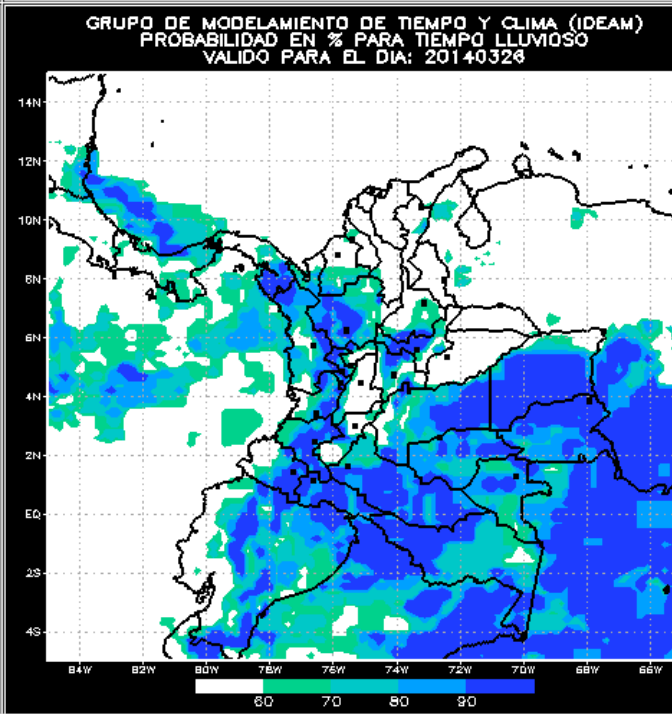 GRUPO DE MODELAMIENTO DE TIEMPO Y CLIMA (IDEAM)
PROBABILIDAD EN % PARA TIEMPO LLUVIOSO
VALIDO PARA EL DIA: 20140326
14N
12N
10N
8N
6N
4N
2N
EQ
2S
4S
84W 82W 80W 78W 76W 74W 72W 70W 68W 66W
60 70 80 90